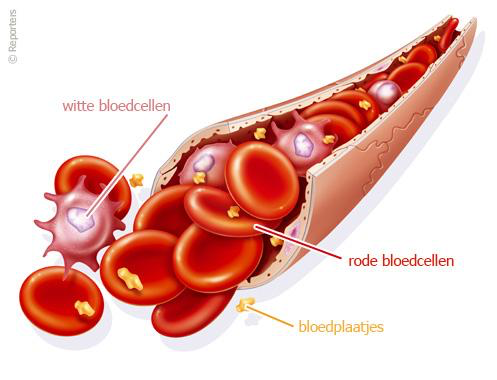 © Reporters
witte bloedcellen
rode bloedcellen
bloedplaatjes